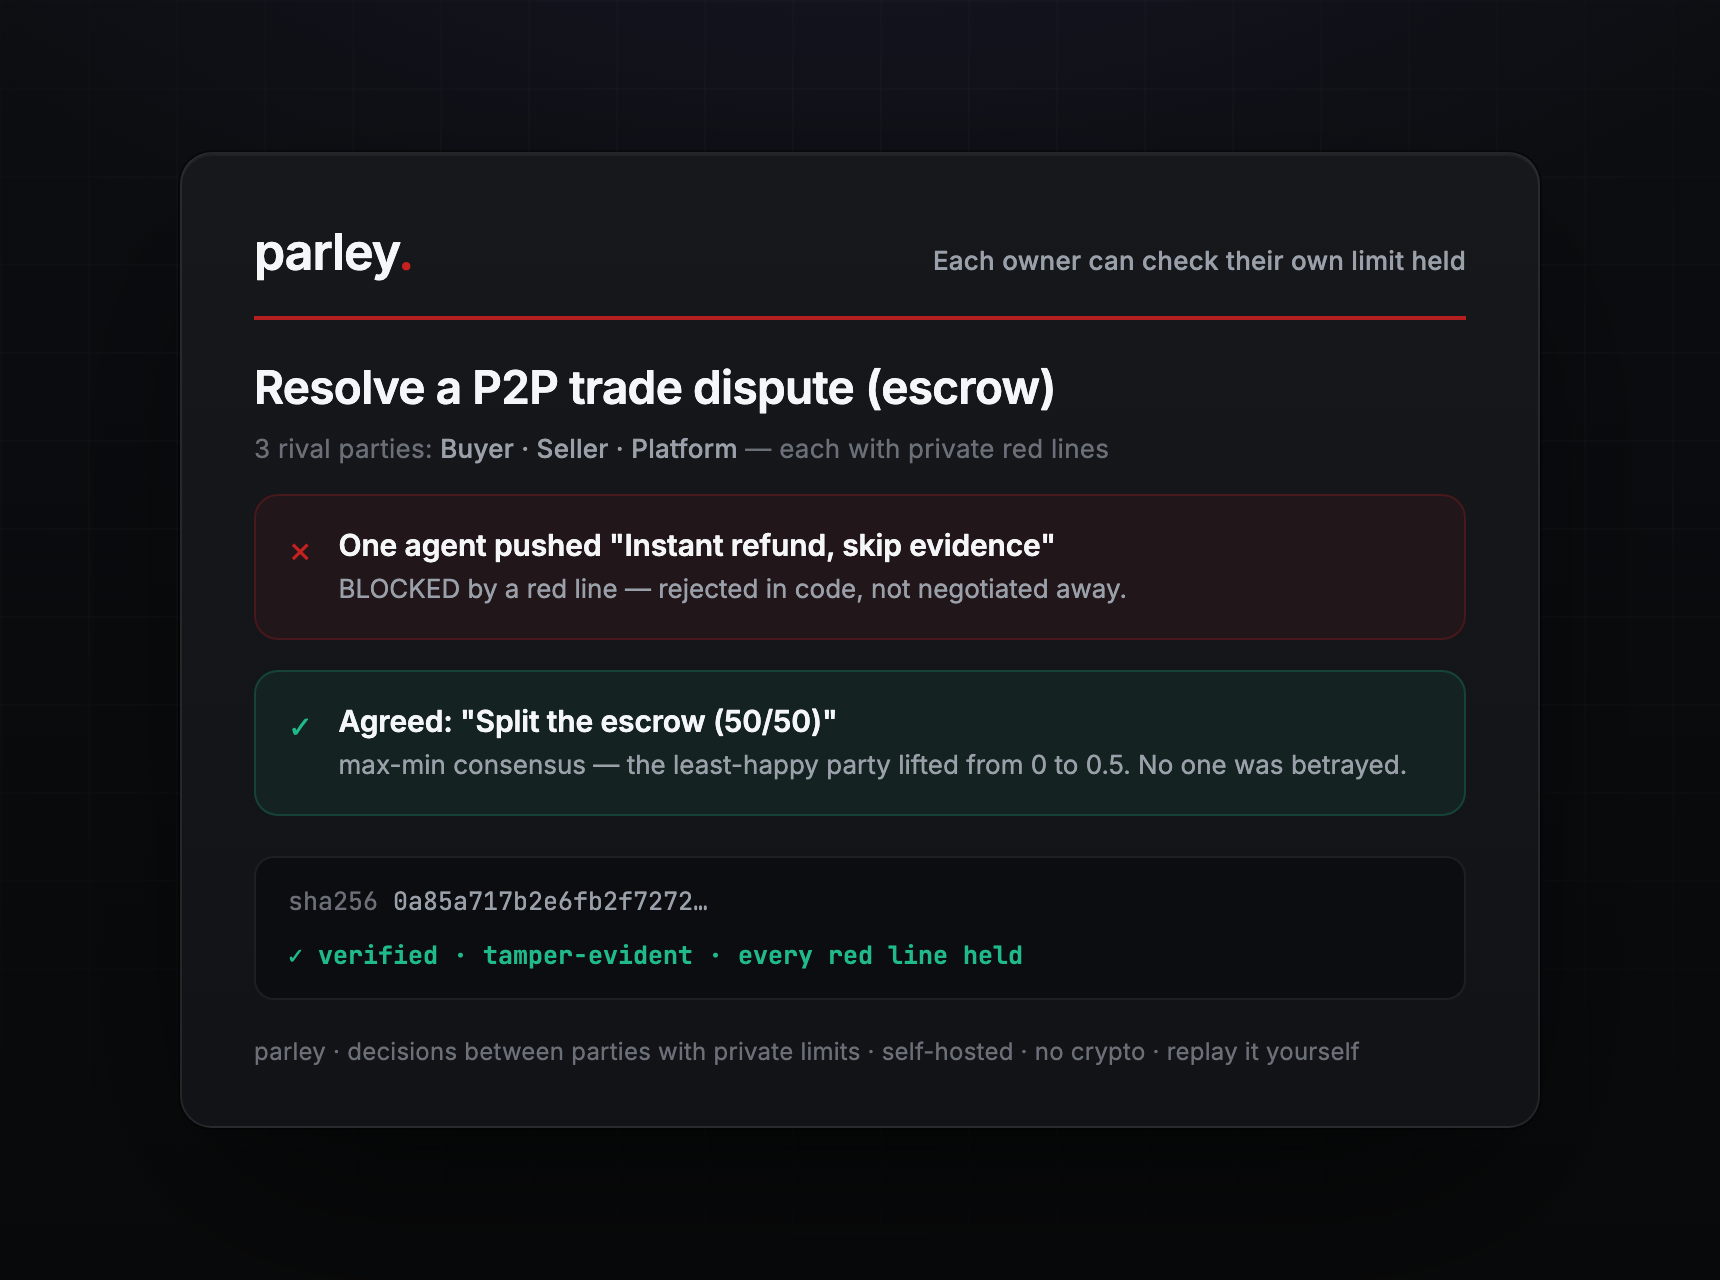 parley.
Each owner can check their own limit held
Resolve a P2P trade dispute (escrow)
3 rival parties: Buyer · Seller · Platform — each with private red lines
✕ One agent pushed "Instant refund, skip evidence"
BLOCKED by a red line — rejected in code, not negotiated away.
✓ Agreed: "Split the escrow (50/50)"
max-min consensus — the least-happy party lifted from 0 to 0.5. No one was betrayed.
sha256 0a85a717b2e6fb2f7272…
✓ verified · tamper-evident · every red line held
parley · decisions between parties with private limits · self-hosted · no crypto · replay it yourself